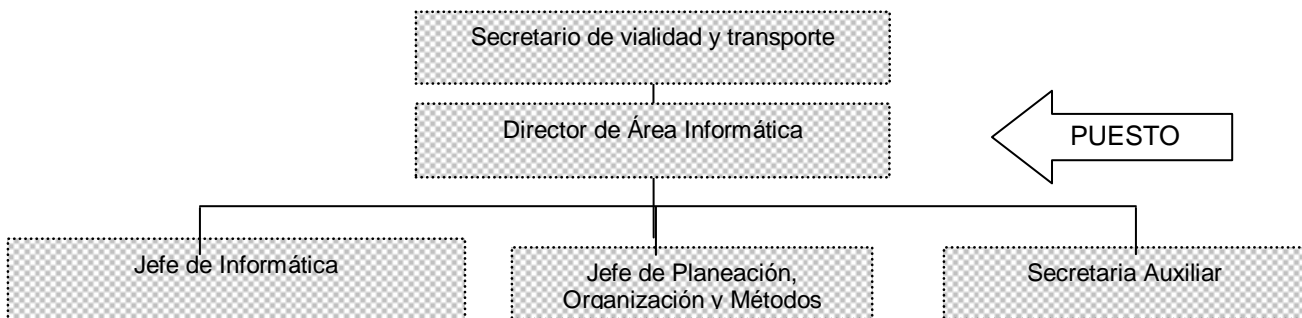 Secretario de vialidad y transporte
Director de Área Informática
PUESTO
Jefe de Informática
Jefe de Planeación,
Organización y Métodos
Secretaria Auxiliar